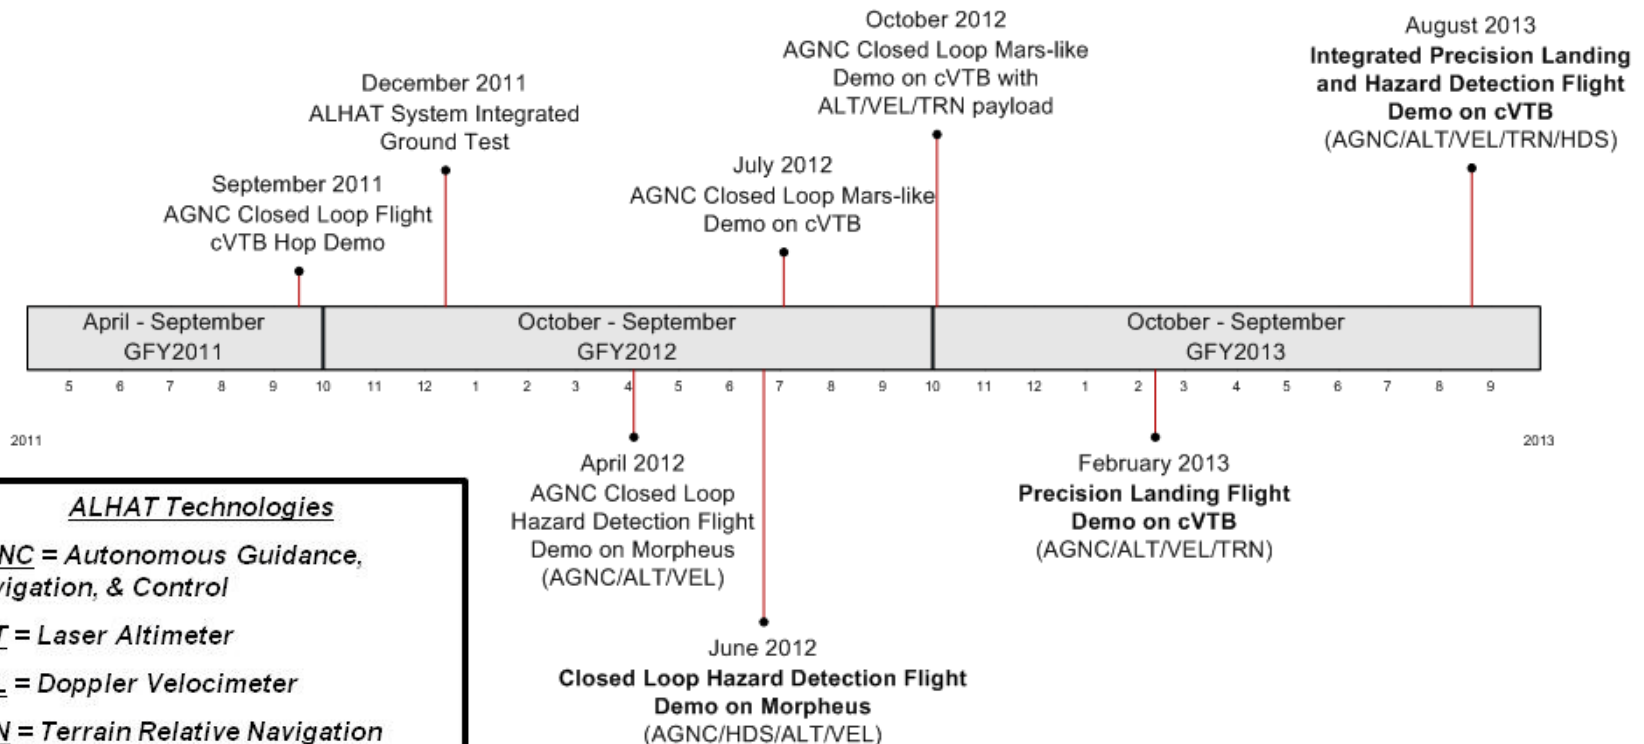 October 2012
AGNC Closed Loop Mars-like
Demo on cVTB with
ALT/VEL/TRN payload
August 2013
Integrated Precision Landing
and Hazard Detection Flight
Demo on cVTB
(AGNC/ALT/VEL/TRN/HDS)
December 2011
ALHAT System Integrated
Ground Test
July 2012
AGNC Closed Loop Mars-like
Demo on cVTB
September 2011
AGNC Closed Loop Flight
cVTB Hop Demo
April - September
GFY2011
October - September
GFY2012
October - September
GFY2013
5 6 7 8 9 10 11 12 1 2 3 4 5 6 7 8 9 10 11 12 1 2 3 4 5 6 7 8 9
2011
2013
April 2012
AGNC Closed Loop
Hazard Detection Flight
Demo on Morpheus
(AGNC/ALT/VEL)
February 2013
Precision Landing Flight
Demo on cVTB
(AGNC/ALT/VEL/TRN)
June 2012
Closed Loop Hazard Detection Flight
Demo on Morpheus
(AGNC/HDS/ALT/VEL)
ALHAT Technologies
NC = Autonomous Guidance,
vigation, & Control
T = Laser Altimeter
L = Doppler Velocimeter
N = Terrain Relative Navigation